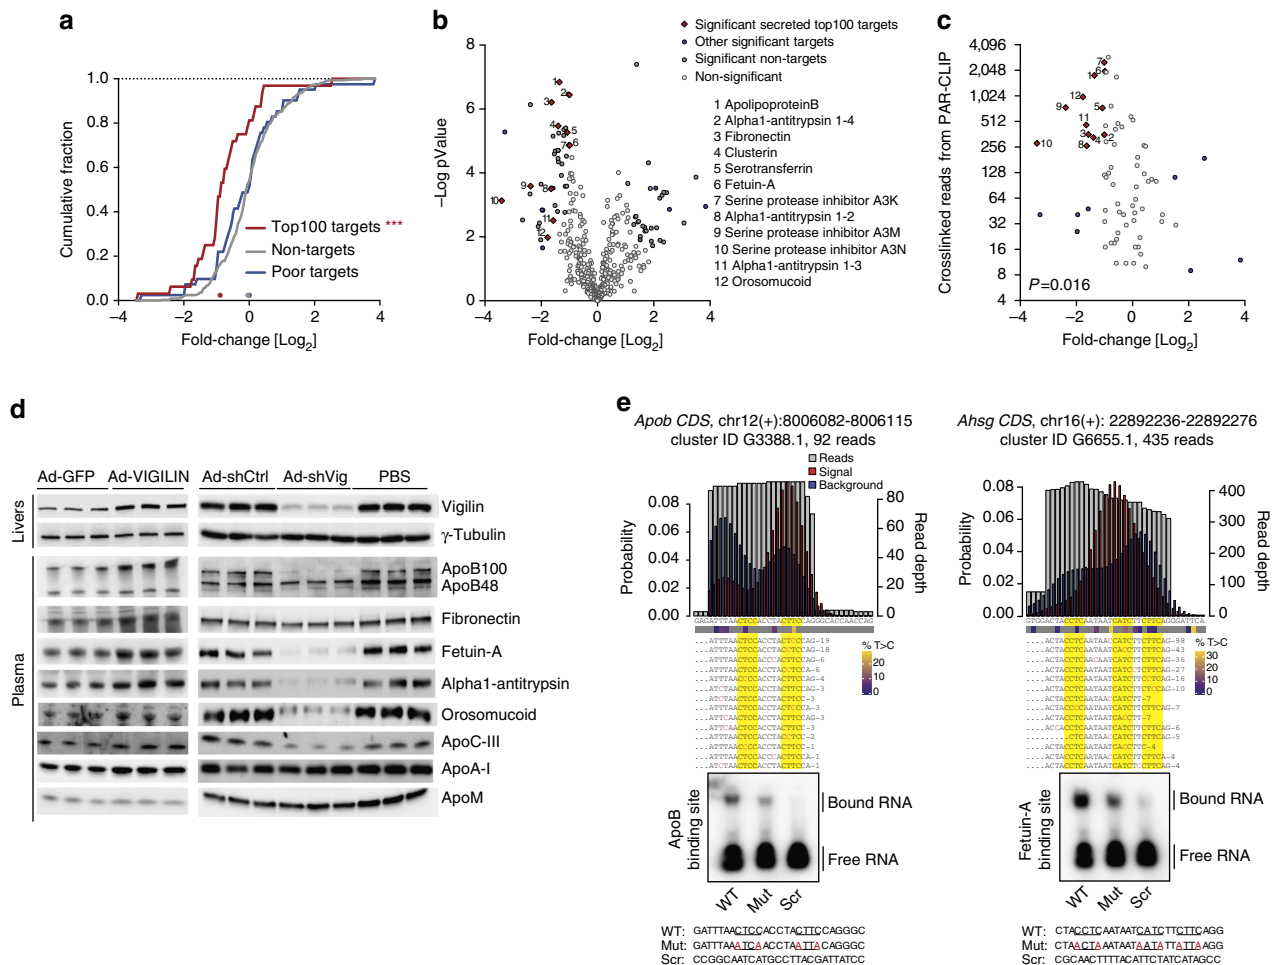 a
1.0
0.8
0.6
0.4
0.2
0.0
Cumulative fraction
Top100 targets ***
Non-targets
Poor targets
–4 –2 0 2 4
Fold-change [Log2]
b
8
6
4
2
0
–Log pValue
–4 –2 0 2 4
Fold-change [Log2]
Significant secreted top100 targets
Other significant targets
Significant non-targets
Non-significant
1 ApolipoproteinB
2 Alpha1-antitrypsin 1-4
3 Fibronectin
4 Clusterin
5 Serotransferrin
6 Fetuin-A
7 Serine protease inhibitor A3K
8 Alpha1-antitrypsin 1-2
9 Serine protease inhibitor A3M
10 Serine protease inhibitor A3N
11 Alpha1-antitrypsin 1-3
12 Orosomucoid
c
4,096
2,048
1,024
512
256
128
64
32
16
8
4
Crosslinked reads from PAR-CLIP
P=0.016
–4 –2 0 2 4
Fold-change [Log2]
d
Ad-GFP Ad-VIGILIN Ad-shCtrl Ad-shVig PBS
Livers
Vigilin
γ-Tubulin
Plasma
ApoB100
ApoB48
Fibronectin
Fetuin-A
Alpha1-antitrypsin
Orosomucoid
ApoC-III
ApoA-I
ApoM
e
Apob CDS, chr12(+):8006082-8006115
cluster ID G3388.1, 92 reads
Reads
Signal
Background
0.08
0.06
0.04
0.02
0.00
Probability
80
60
40
20
0
Read depth
GAGATTTAACTCCACCTACTTCCAGGGCACCAACCAG
% T>C
20
10
0
ApoB
binding site
Bound RNA
Free RNA
WT Mut Scr
WT: GATTTAACTCCACCTACTTCCAGGGC
Mut: GATTTAAATCAACCTAATTACAGGGC
Scr: CCGGCAATCATGCCTTACGATTATCC
Ahsg CDS, chr16(+): 22892236-22892276
cluster ID G6655.1, 435 reads
0.08
0.06
0.04
0.02
0.00
Probability
400
300
200
100
0
Read depth
GTGGACTACCTCAATAATCATCTTCTTCAGGGATTCA
% T>C
30
20
10
0
Fetuin-A
binding site
Bound RNA
Free RNA
WT Mut Scr
WT: CTACCTCAATAATCATCTTCTTCAGG
Mut: CTAACTAAATAATAATATTATTAAGG
Scr: CGCAACTTTTACATTCTATCATAGCC